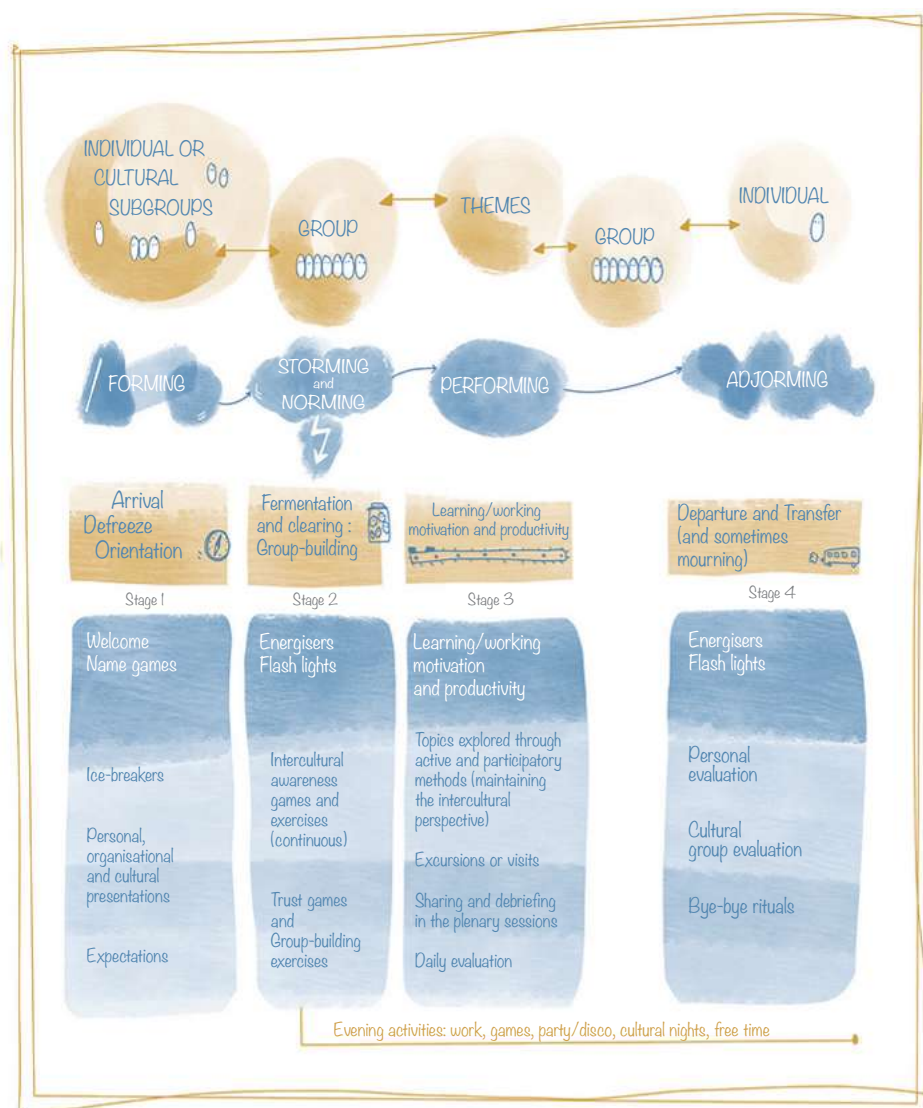 INDIVIDUAL OR
CULTURAL
SUBGROUPS
GROUP
THEMES
GROUP
INDIVIDUAL
FORMING
STORMING
and
NORMING
PERFORMING
ADJORMING
Arrival
Defreeze
Orientation
Fermentation
and clearing :
Group-building
Learning/working
motivation and productivity
Departure and Transfer
(and sometimes
mourning)
Stage 1
Stage 2
Stage 3
Stage 4
Welcome
Name games
Ice-breakers
Personal,
organisational
and cultural
presentations
Expectations
Energisers
Flash lights
Intercultural
awareness
games and
exercises
(continuous)
Trust games
and
Group-building
exercises
Learning/working
motivation
and productivity
Topics explored through
active and participatory
methods (maintaining
the intercultural
perspective)
Excursions or visits
Sharing and debriefing
in the plenary sessions
Daily evaluation
Energisers
Flash lights
Personal
evaluation
Cultural
group evaluation
Bye-bye rituals
Evening activities: work, games, party/disco, cultural nights, free time